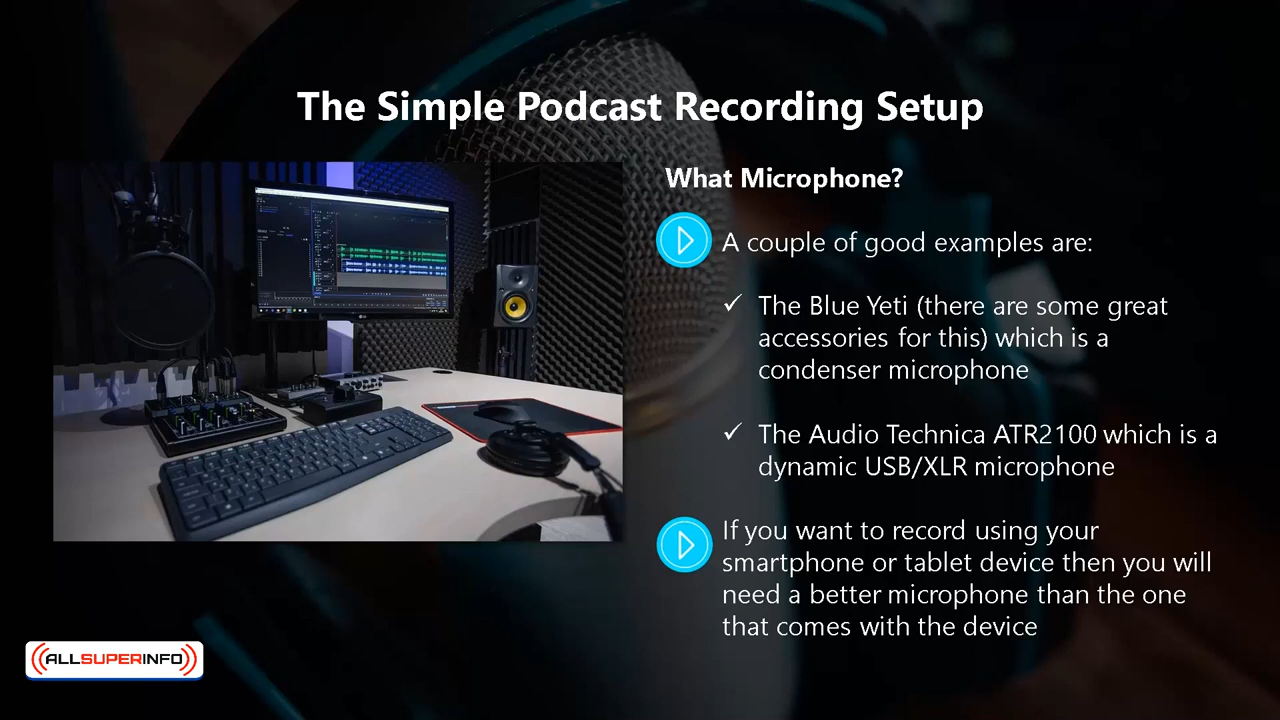 The Simple Podcast Recording Setup
What Microphone?
A couple of good examples are:
✓ The Blue Yeti (there are some great
accessories for this) which is a
condenser microphone
✓ The Audio Technica ATR2100 which is a
dynamic USB/XLR microphone
If you want to record using your
smartphone or tablet device then you will
need a better microphone than the one
that comes with the device
ALLSUPERINFO